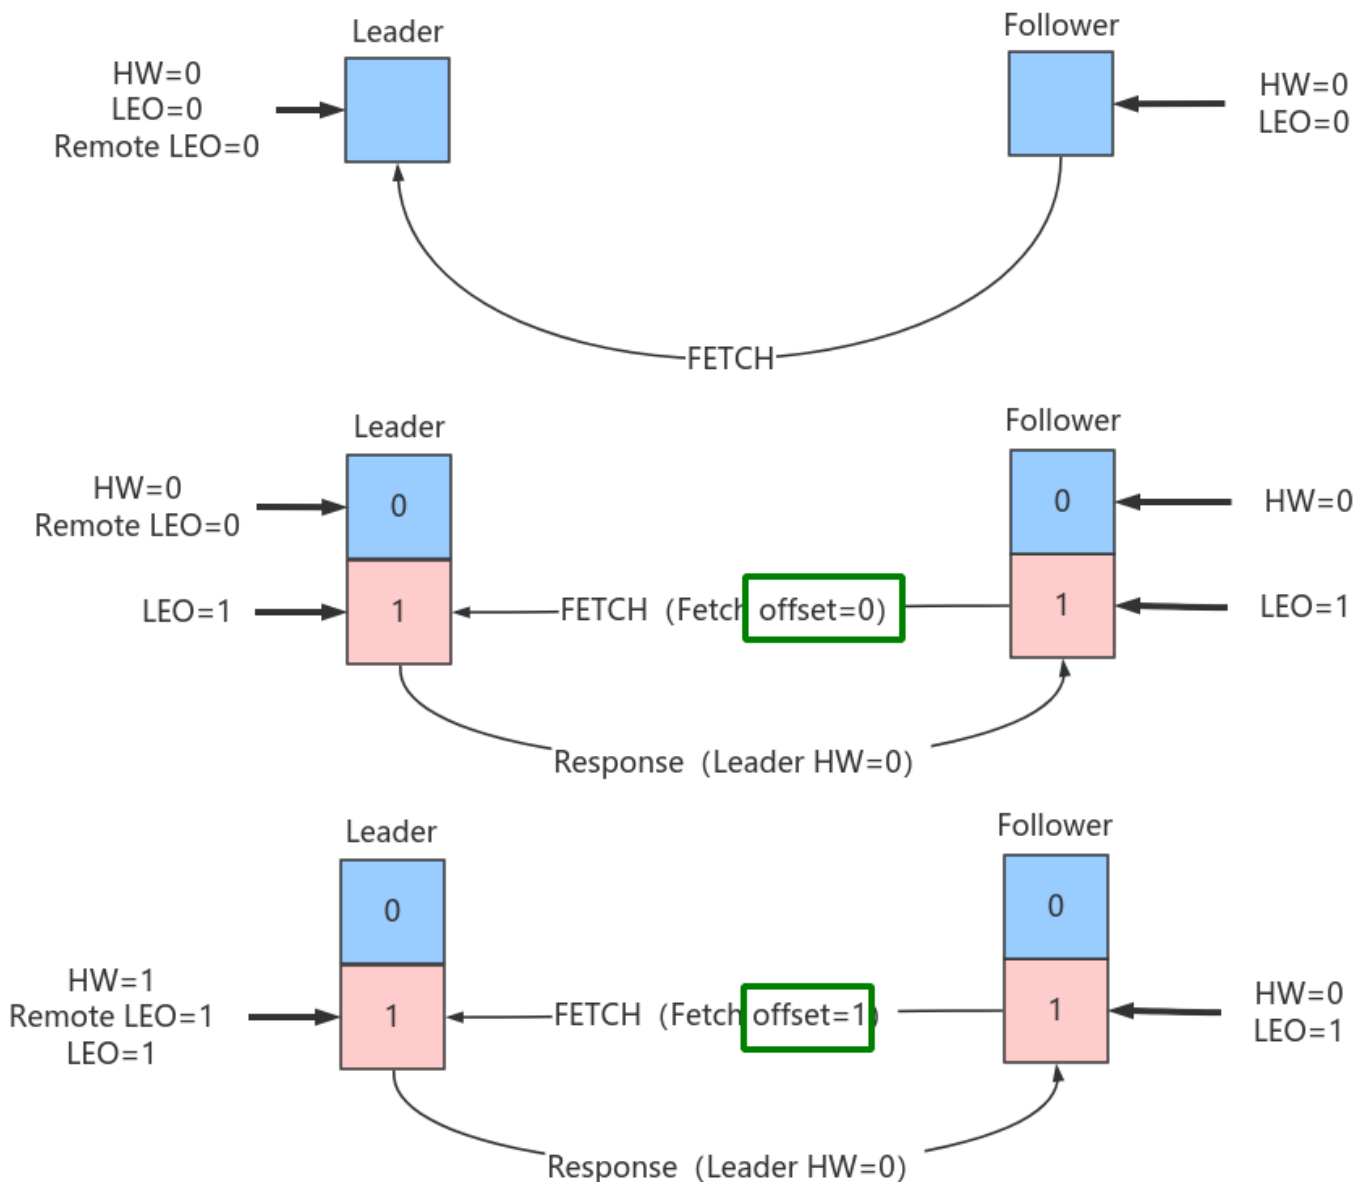 Leader
Follower
HW=0
LEO=0
Remote LEO=0
HW=0
LEO=0
FETCH
Leader
Follower
HW=0
Remote LEO=0
0
0
HW=0
LEO=1
1
FETCH（Fetch offset=0）
1
LEO=1
Response（Leader HW=0）
Leader
Follower
0
0
HW=1
Remote LEO=1
LEO=1
1
FETCH（Fetch offset=1）
1
HW=0
LEO=1
Response（Leader HW=0）